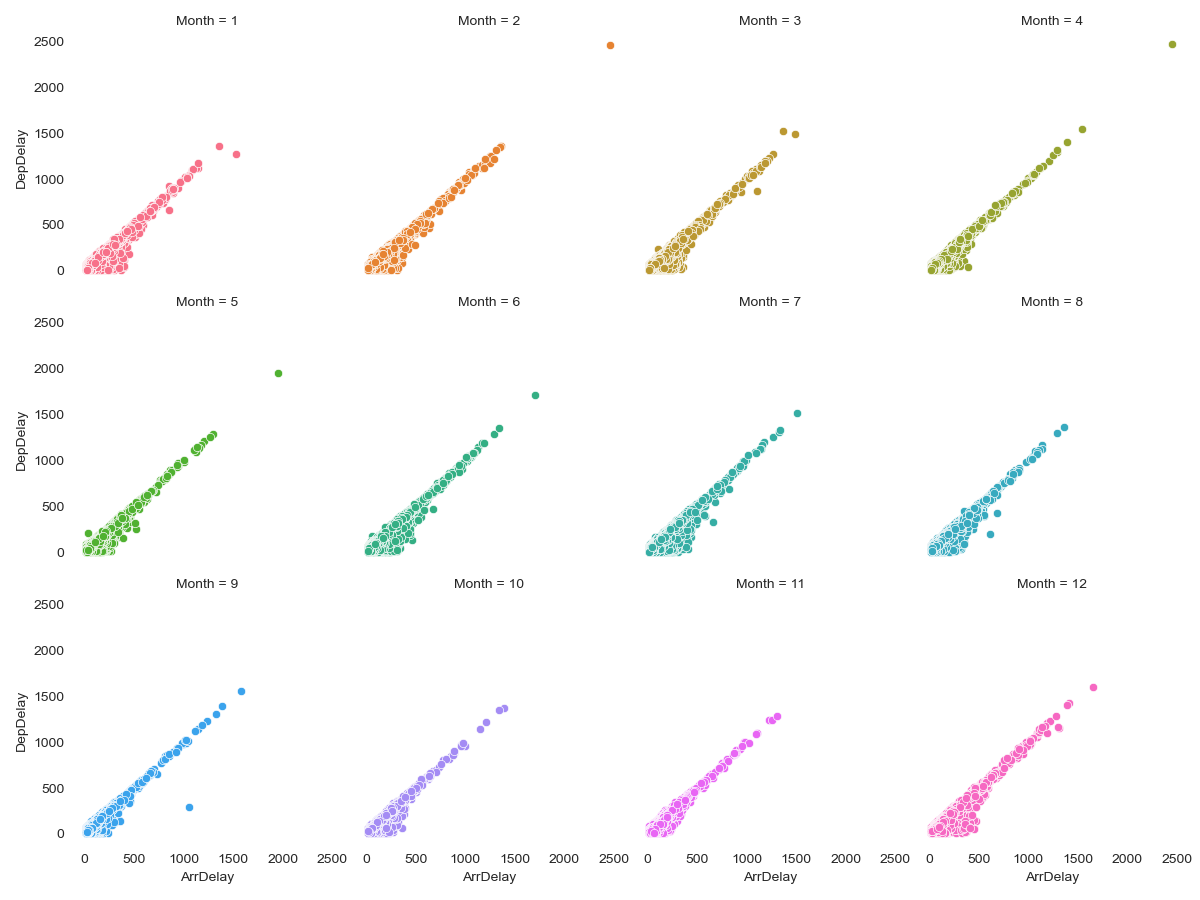 Month = 1
Month = 2
Month = 3
Month = 4
2500
2000
1500
1000
500
0
DepDelay
Month = 5
Month = 6
Month = 7
Month = 8
2500
2000
1500
1000
500
0
DepDelay
Month = 9
Month = 10
Month = 11
Month = 12
2500
2000
1500
1000
500
0
DepDelay
0 500 1000 1500 2000 2500
0 500 1000 1500 2000 2500
0 500 1000 1500 2000 2500
0 500 1000 1500 2000 2500
ArrDelay
ArrDelay
ArrDelay
ArrDelay